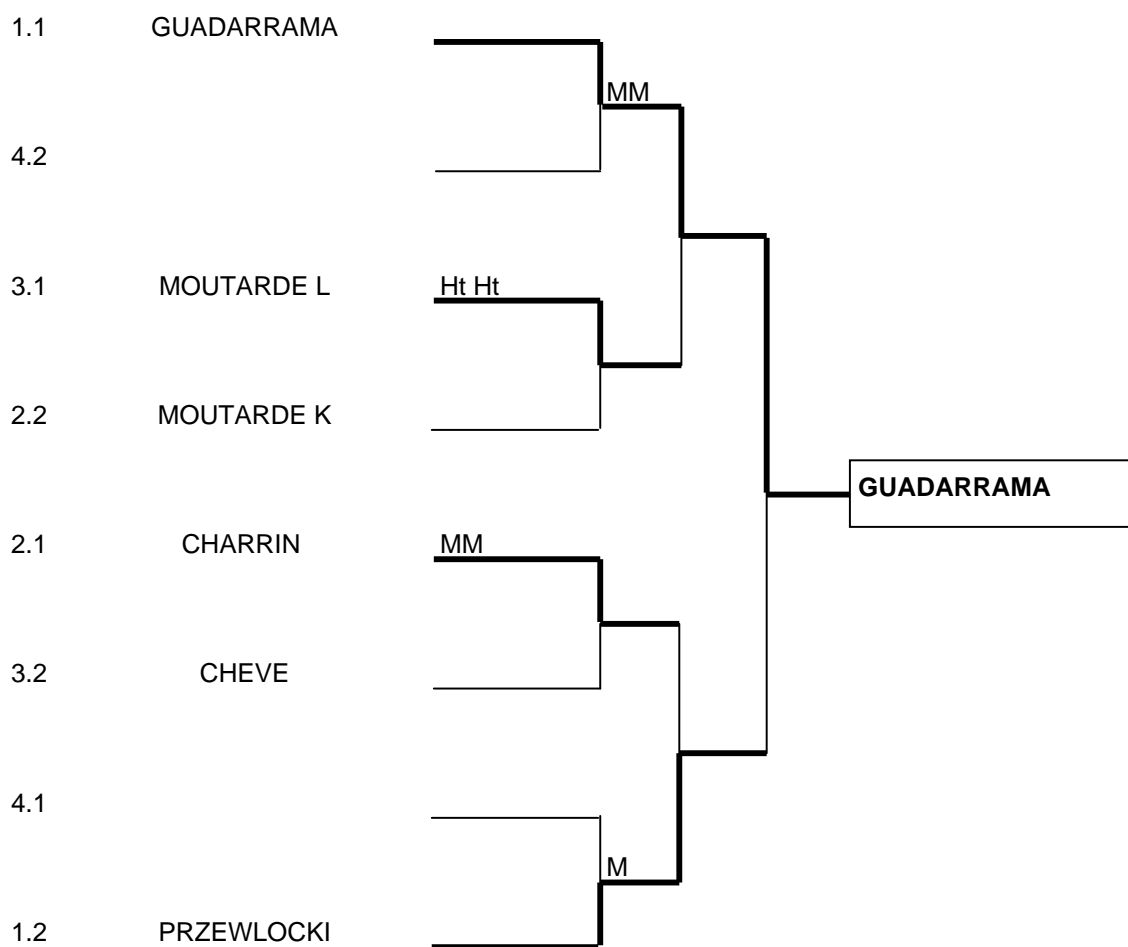 1.1 GUADARRAMA
MM
4.2
3.1 MOUTARDE L Ht Ht
2.2 MOUTARDE K
GUADARRAMA
2.1 CHARRIN MM
3.2 CHEVE
4.1
M
1.2 PRZEWLOCKI